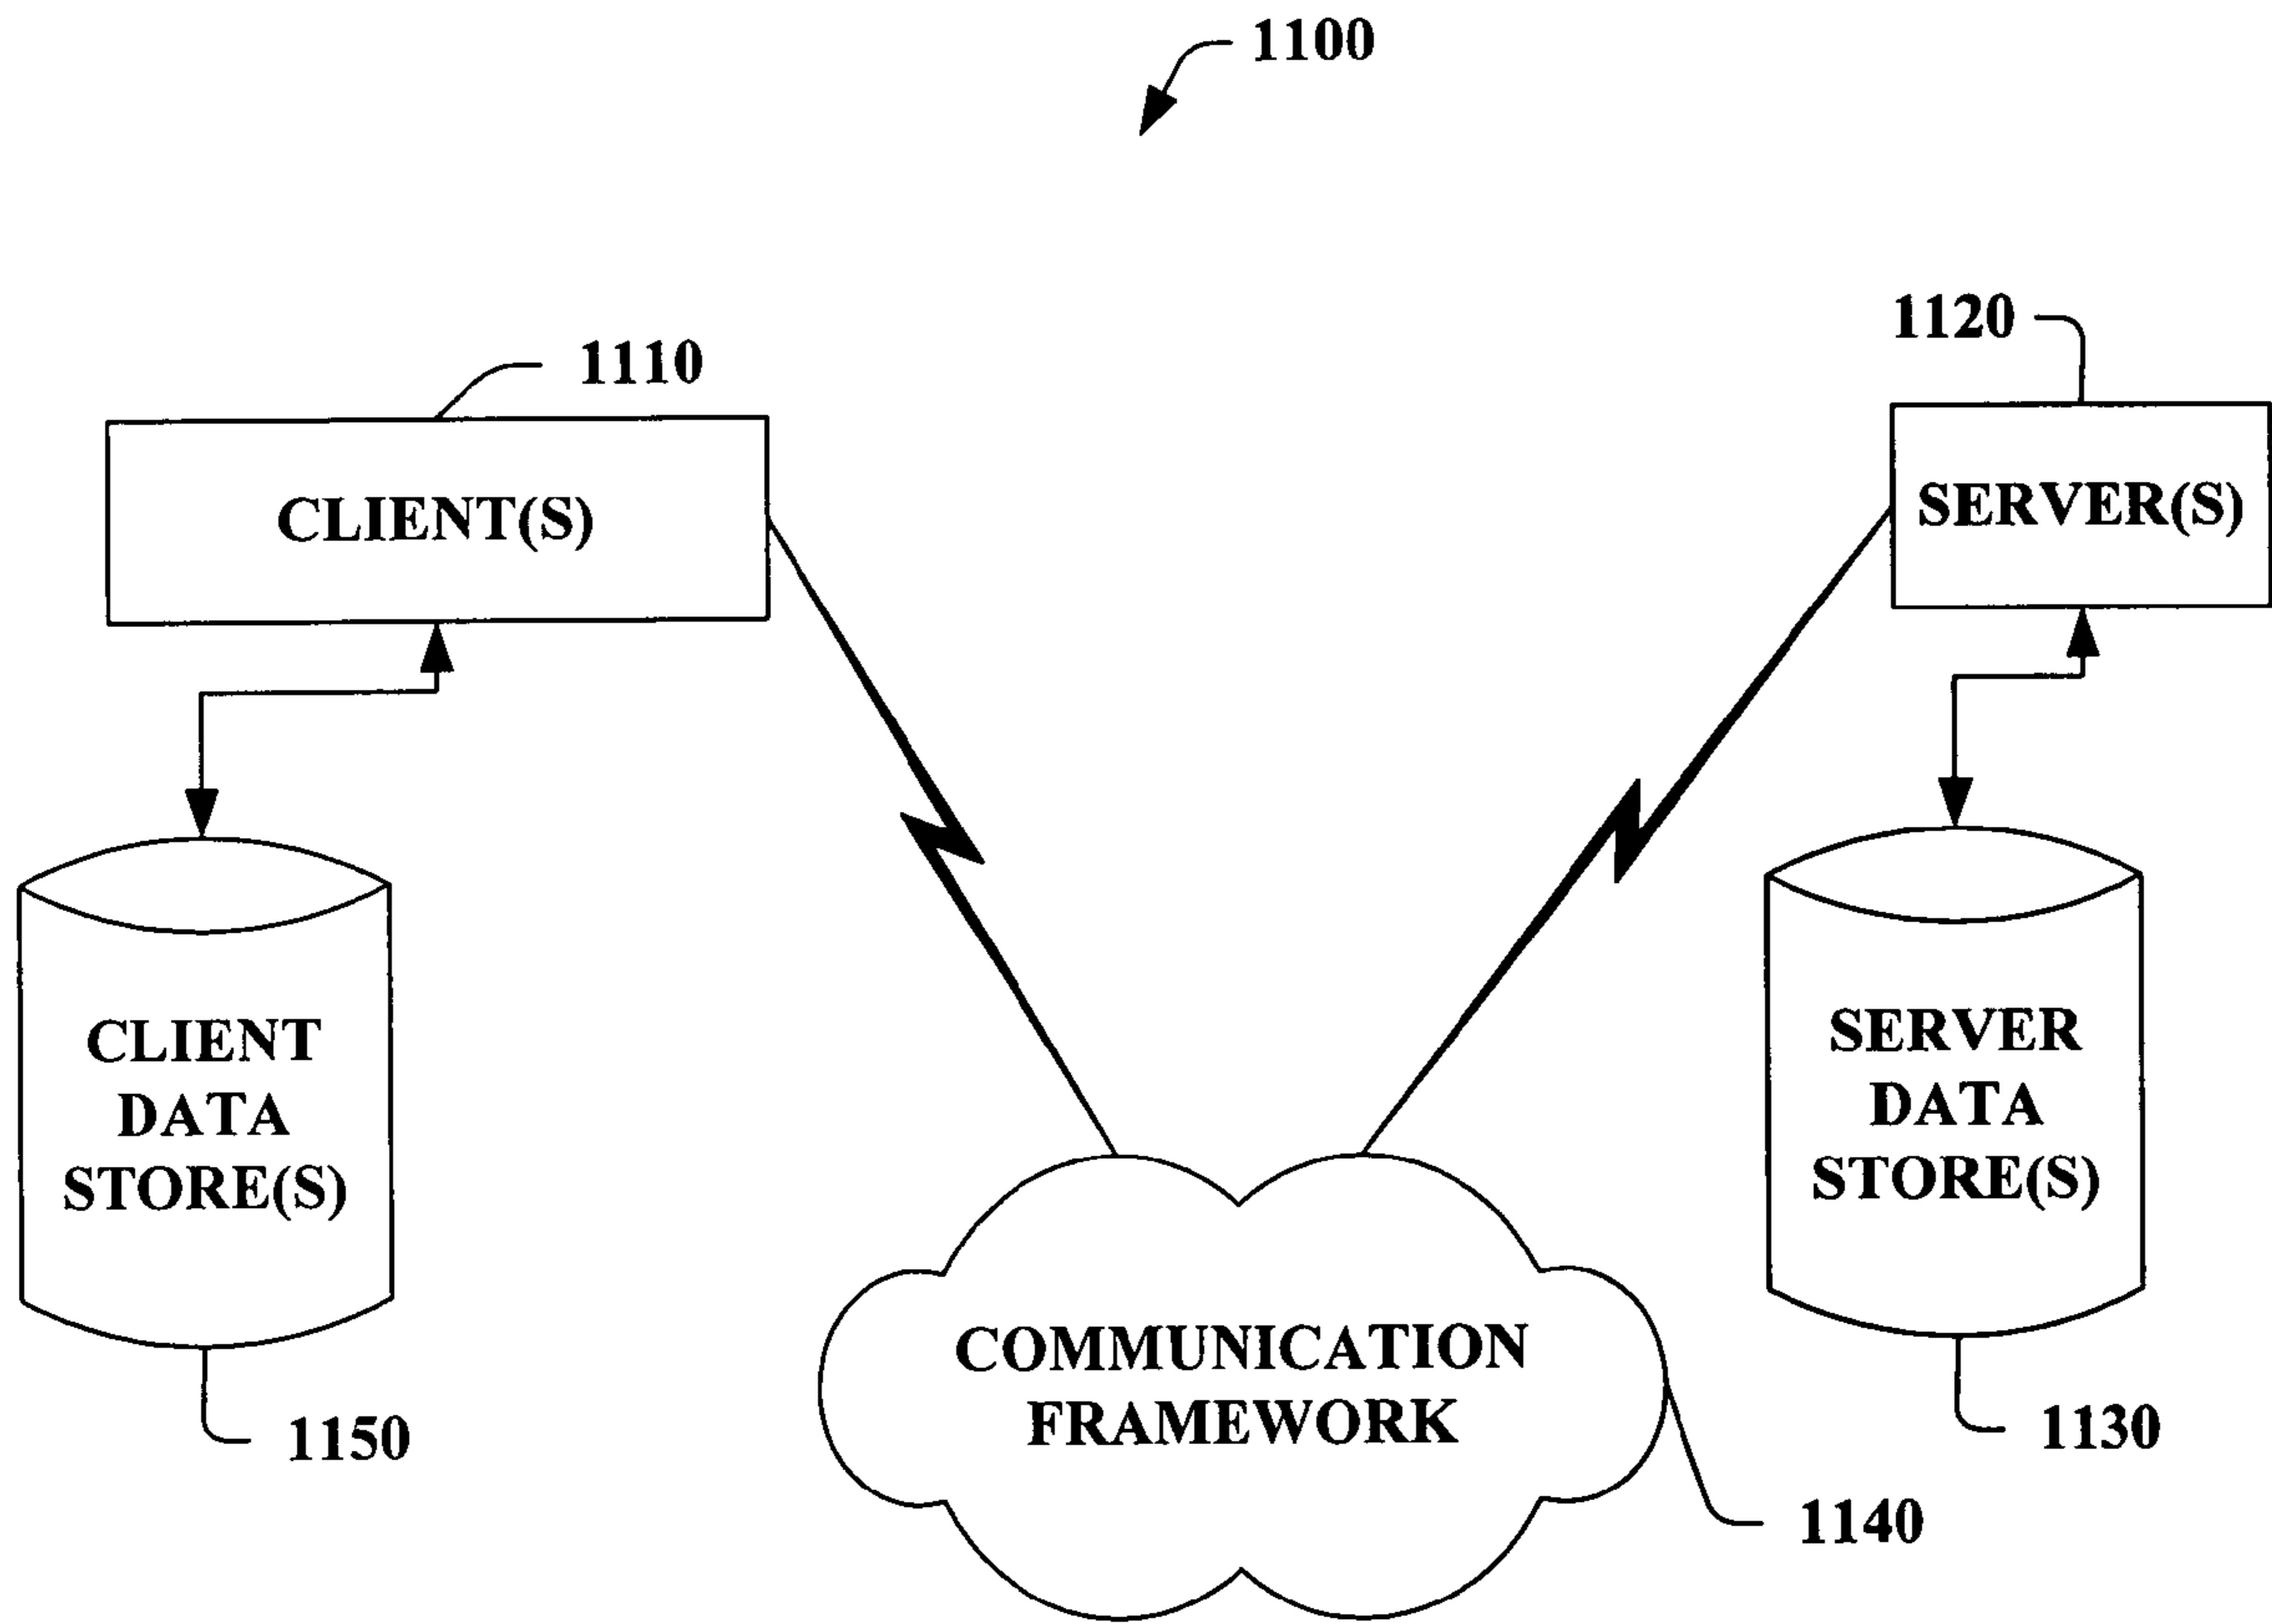 1100
1110
1120
CLIENT(S)
SERVER(S)
CLIENT
DATA
STORE(S)
SERVER
DATA
STORE(S)
COMMUNICATION
FRAMEWORK
1150
1130
1140